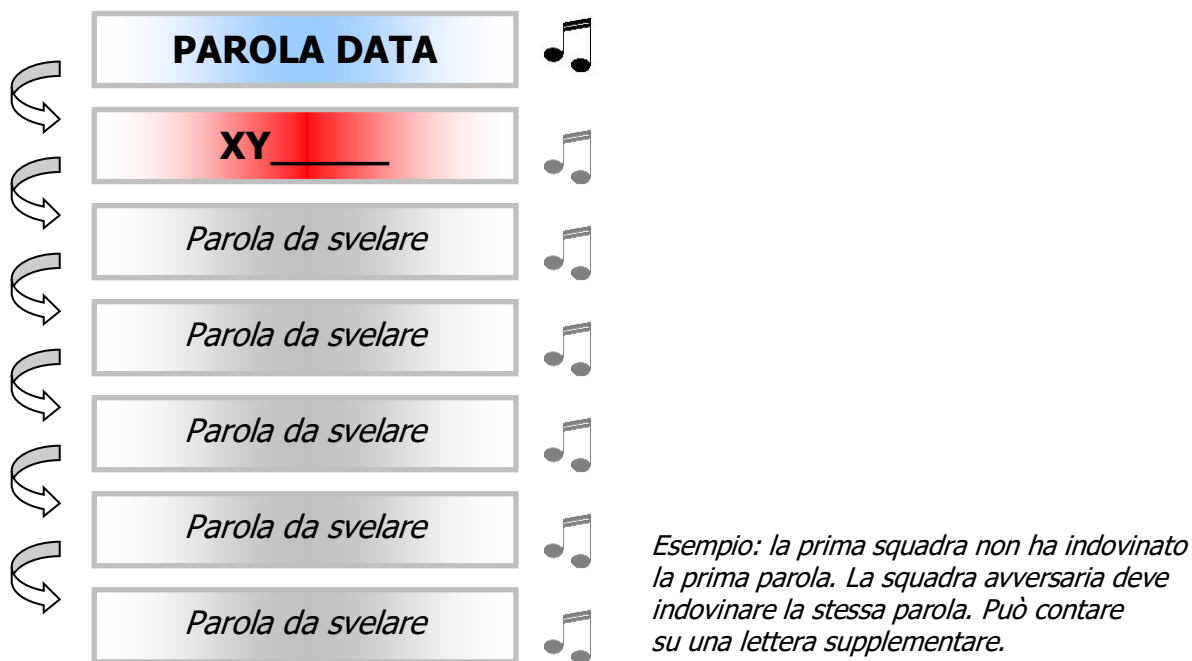 PAROLA DATA
XY_______
Parola da svelare
Parola da svelare
Parola da svelare
Parola da svelare
Parola da svelare
Esempio: la prima squadra non ha indovinato
la prima parola. La squadra avversaria deve
indovinare la stessa parola. Può contare
su una lettera supplementare.